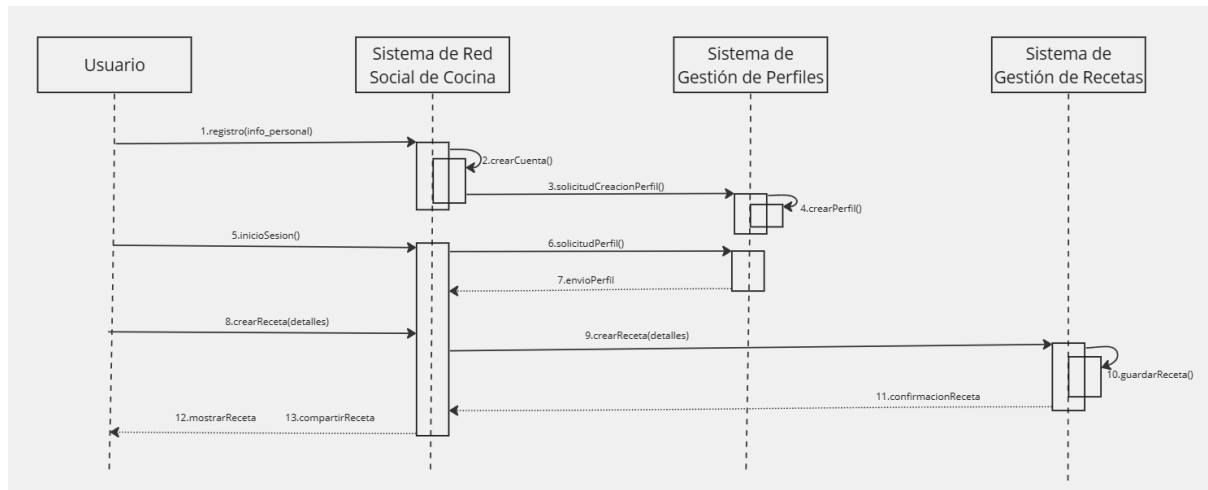 Usuario
Sistema de Red
Social de Cocina
Sistema de
Gestión de Perfiles
Sistema de
Gestión de Recetas
1.registro(info_personal)
2.crearCuenta()
3.solicitudCreacionPerfil()
4.crearPerfil()
5.inicioSesion()
6.solicitudPerfil()
7.envioPerfil
8.crearReceta(detalles)
9.crearReceta(detalles)
10.guardarReceta()
11.confirmacionReceta
12.mostrarReceta 13.compartirReceta